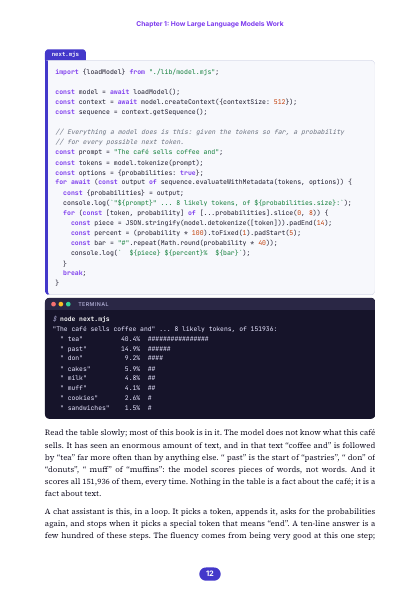 Chapter 1: How Large Language Models Work
next.mjs
import {loadModel} from "./lib/model.mjs";
const model = await loadModel();
const context = await model.createContext({contextSize: 512});
const sequence = context.getSequence();
// Everything a model does is this: given the tokens so far, a probability
// for every possible next token.
const prompt = "The café sells coffee and";
const tokens = model.tokenize(prompt);
const options = {probabilities: true};
for await (const output of sequence.evaluateWithMetadata(tokens, options)) {
  const {probabilities} = output;
  console.log(`"${prompt}" ... 8 likely tokens, of ${probabilities.size}:`);
  for (const [token, probability] of [...probabilities].slice(0, 8)) {
    const piece = JSON.stringify(model.detokenize([token])).padEnd(14);
    const percent = (probability * 100).toFixed(1).padStart(5);
    const bar = "#".repeat(Math.round(probability * 40));
    console.log(`  ${piece} ${percent}%  ${bar}`);
  }
  break;
}
TERMINAL
$ node next.mjs
"The café sells coffee and" ... 8 likely tokens, of 151936:
  " tea"          40.4%  ################
  " past"         14.9%  ######
  " don"           9.2%  ####
  " cakes"         5.9%  ##
  " milk"          4.8%  ##
  " muff"          4.1%  ##
  " cookies"       2.6%  #
  " sandwiches"    1.5%  #
Read the table slowly; most of this book is in it. The model does not know what this café
sells. It has seen an enormous amount of text, and in that text “coffee and” is followed
by “tea” far more often than by anything else. “ past” is the start of “pastries”, “ don” of
“donuts”, “ muff” of “muffins”: the model scores pieces of words, not words. And it
scores all 151,936 of them, every time. Nothing in the table is a fact about the café; it is a
fact about text.
A chat assistant is this, in a loop. It picks a token, appends it, asks for the probabilities
again, and stops when it picks a special token that means “end”. A ten-line answer is a
few hundred of these steps. The fluency comes from being very good at this one step;
12